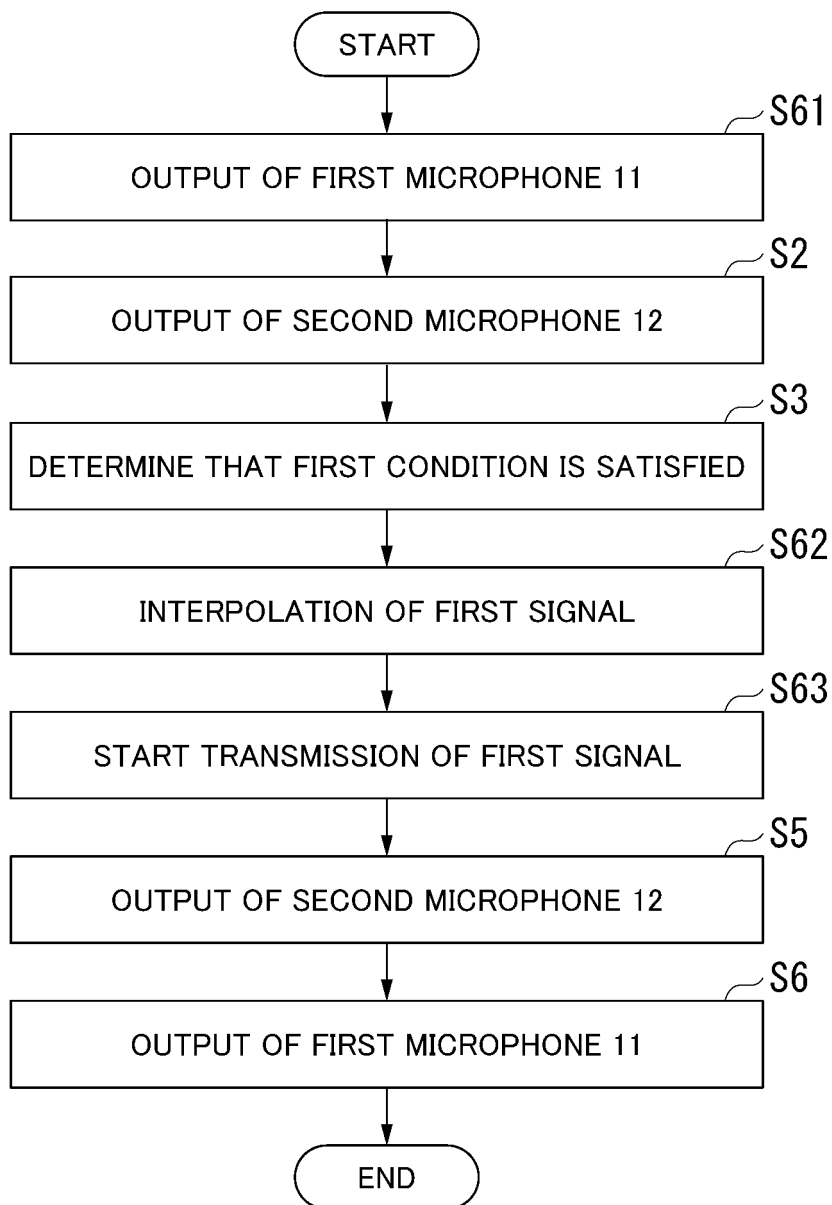 START
S61
OUTPUT OF FIRST MICROPHONE 11
S2
OUTPUT OF SECOND MICROPHONE 12
S3
DETERMINE THAT FIRST CONDITION IS SATISFIED
S62
INTERPOLATION OF FIRST SIGNAL
S63
START TRANSMISSION OF FIRST SIGNAL
S5
OUTPUT OF SECOND MICROPHONE 12
S6
OUTPUT OF FIRST MICROPHONE 11
END